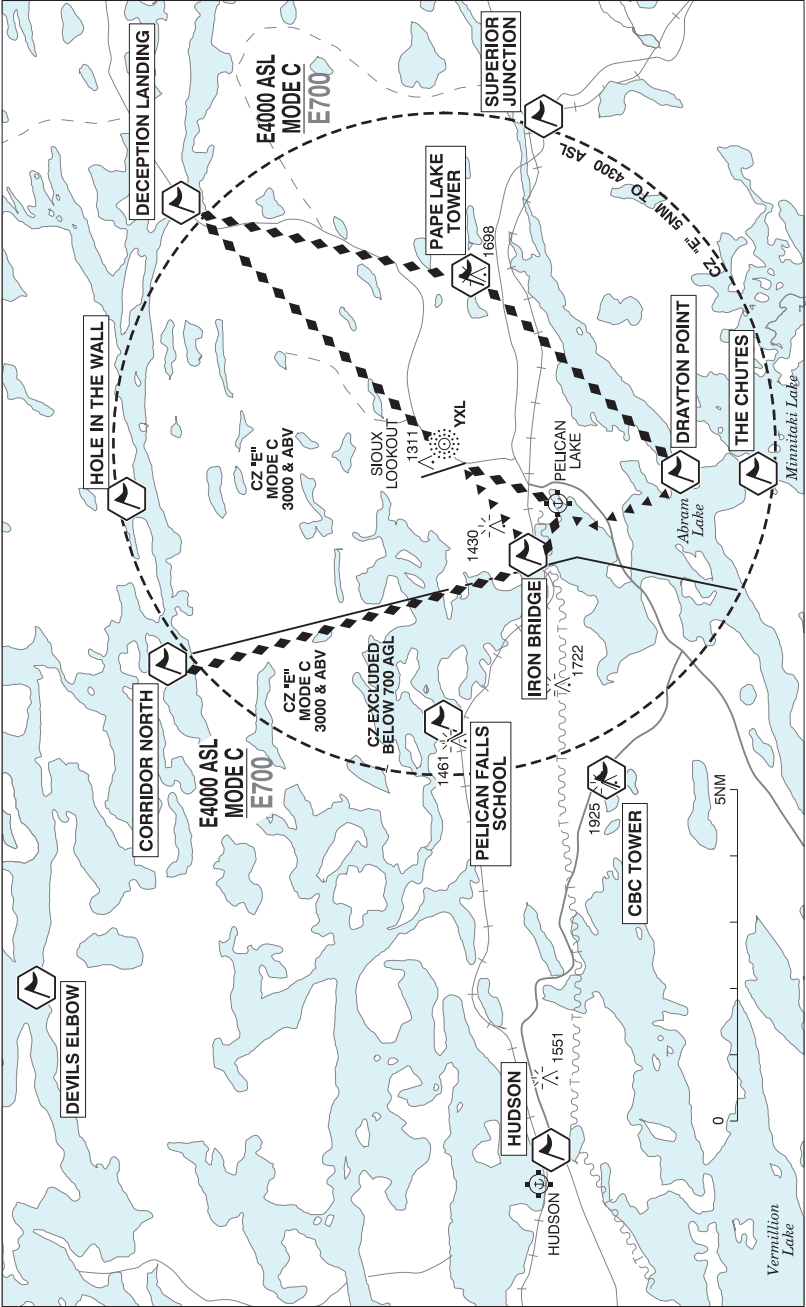 DEVILS ELBOW
CORRIDOR NORTH
HOLE IN THE WALL
DECEPTION LANDING
E4000 ASL
MODE C
E700
E4000 ASL
MODE C
E700
CZ "E"
MODE C
3000 & ABV
CZ "E"
MODE C
3000 & ABV
CZ EXCLUDED
BELOW 700 AGL
SIOUX
LOOKOUT
1311
YXL
PAPE LAKE
TOWER
1698
SUPERIOR
JUNCTION
1461
PELICAN FALLS
SCHOOL
1430
IRON BRIDGE
1722
PELICAN
LAKE
CZ "E" 5NM TO 4300 ASL
HUDSON
1551
HUDSON
1925
CBC TOWER
Abram
Lake
DRAYTON POINT
THE CHUTES
Minnitaki Lake
0
5NM
Vermillion
Lake